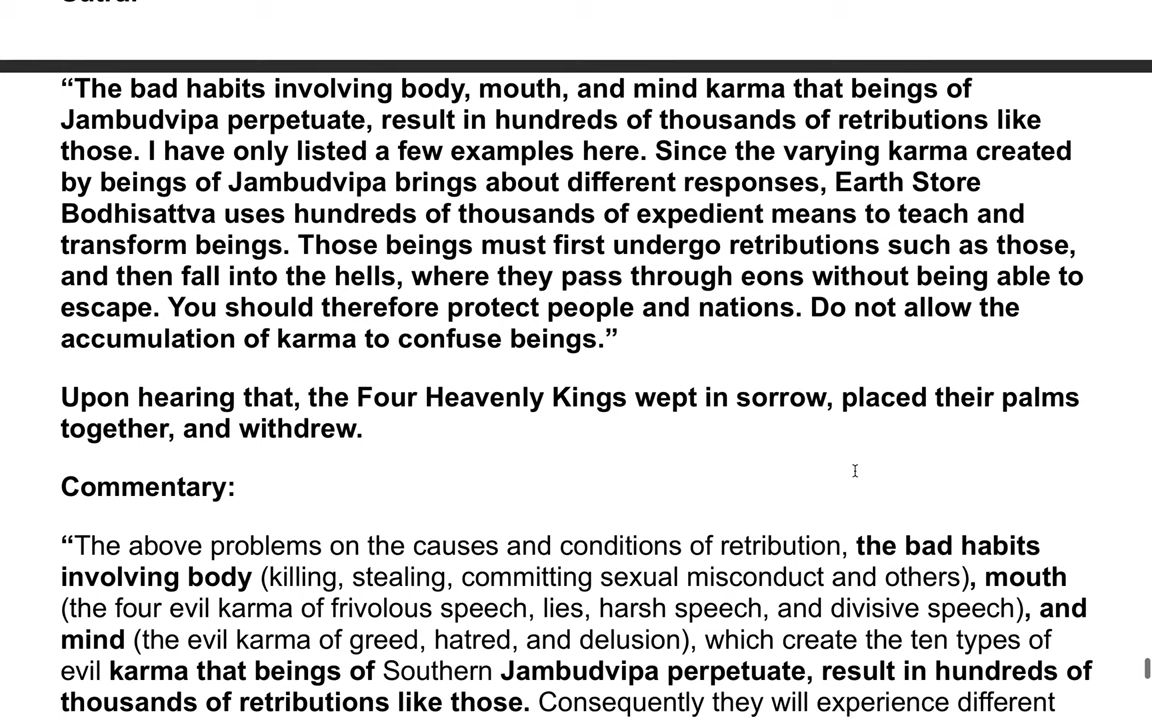 “The bad habits involving body, mouth, and mind karma that beings of
Jambudvipa perpetuate, result in hundreds of thousands of retributions like
those. I have only listed a few examples here. Since the varying karma created
by beings of Jambudvipa brings about different responses, Earth Store
Bodhisattva uses hundreds of thousands of expedient means to teach and
transform beings. Those beings must first undergo retributions such as those,
and then fall into the hells, where they pass through eons without being able to
escape. You should therefore protect people and nations. Do not allow the
accumulation of karma to confuse beings.”
Upon hearing that, the Four Heavenly Kings wept in sorrow, placed their palms
together, and withdrew.
Commentary:
“The above problems on the causes and conditions of retribution, the bad habits
involving body (killing, stealing, committing sexual misconduct and others), mouth
(the four evil karma of frivolous speech, lies, harsh speech, and divisive speech), and
mind (the evil karma of greed, hatred, and delusion), which create the ten types of
evil karma that beings of Southern Jambudvipa perpetuate, result in hundreds of
thousands of retributions like those. Consequently they will experience different